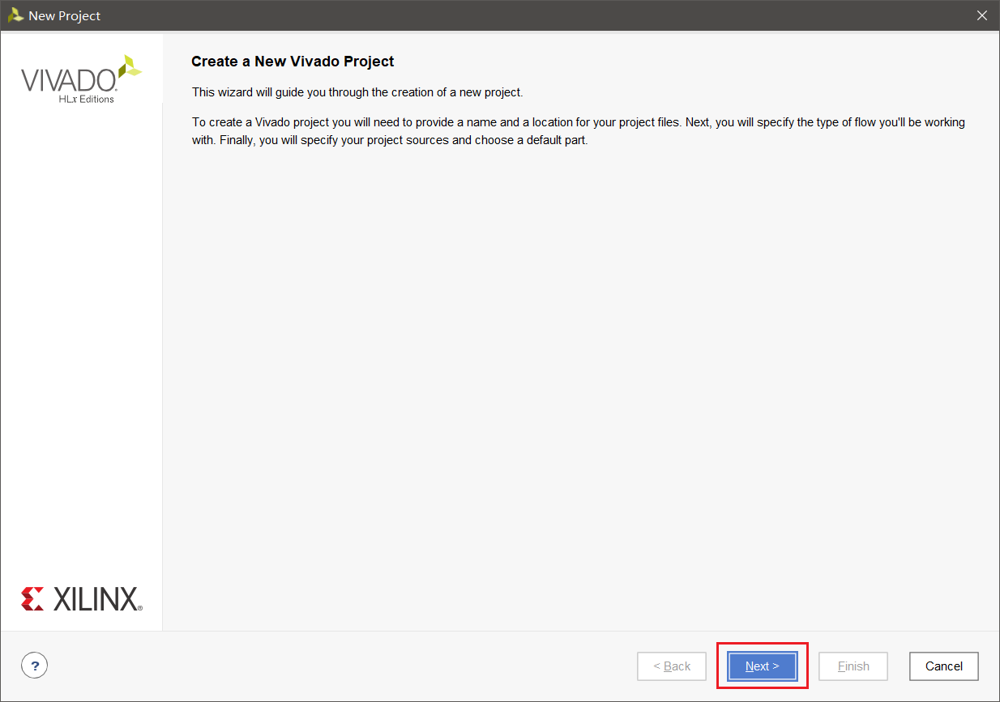 New Project
VIVADO.
HLx Editions
Create a New Vivado Project
This wizard will guide you through the creation of a new project.
To create a Vivado project you will need to provide a name and a location for your project files. Next, you will specify the type of flow you'll be working
with. Finally, you will specify your project sources and choose a default part.
XILINX®
?
< Back
Next >
Finish
Cancel